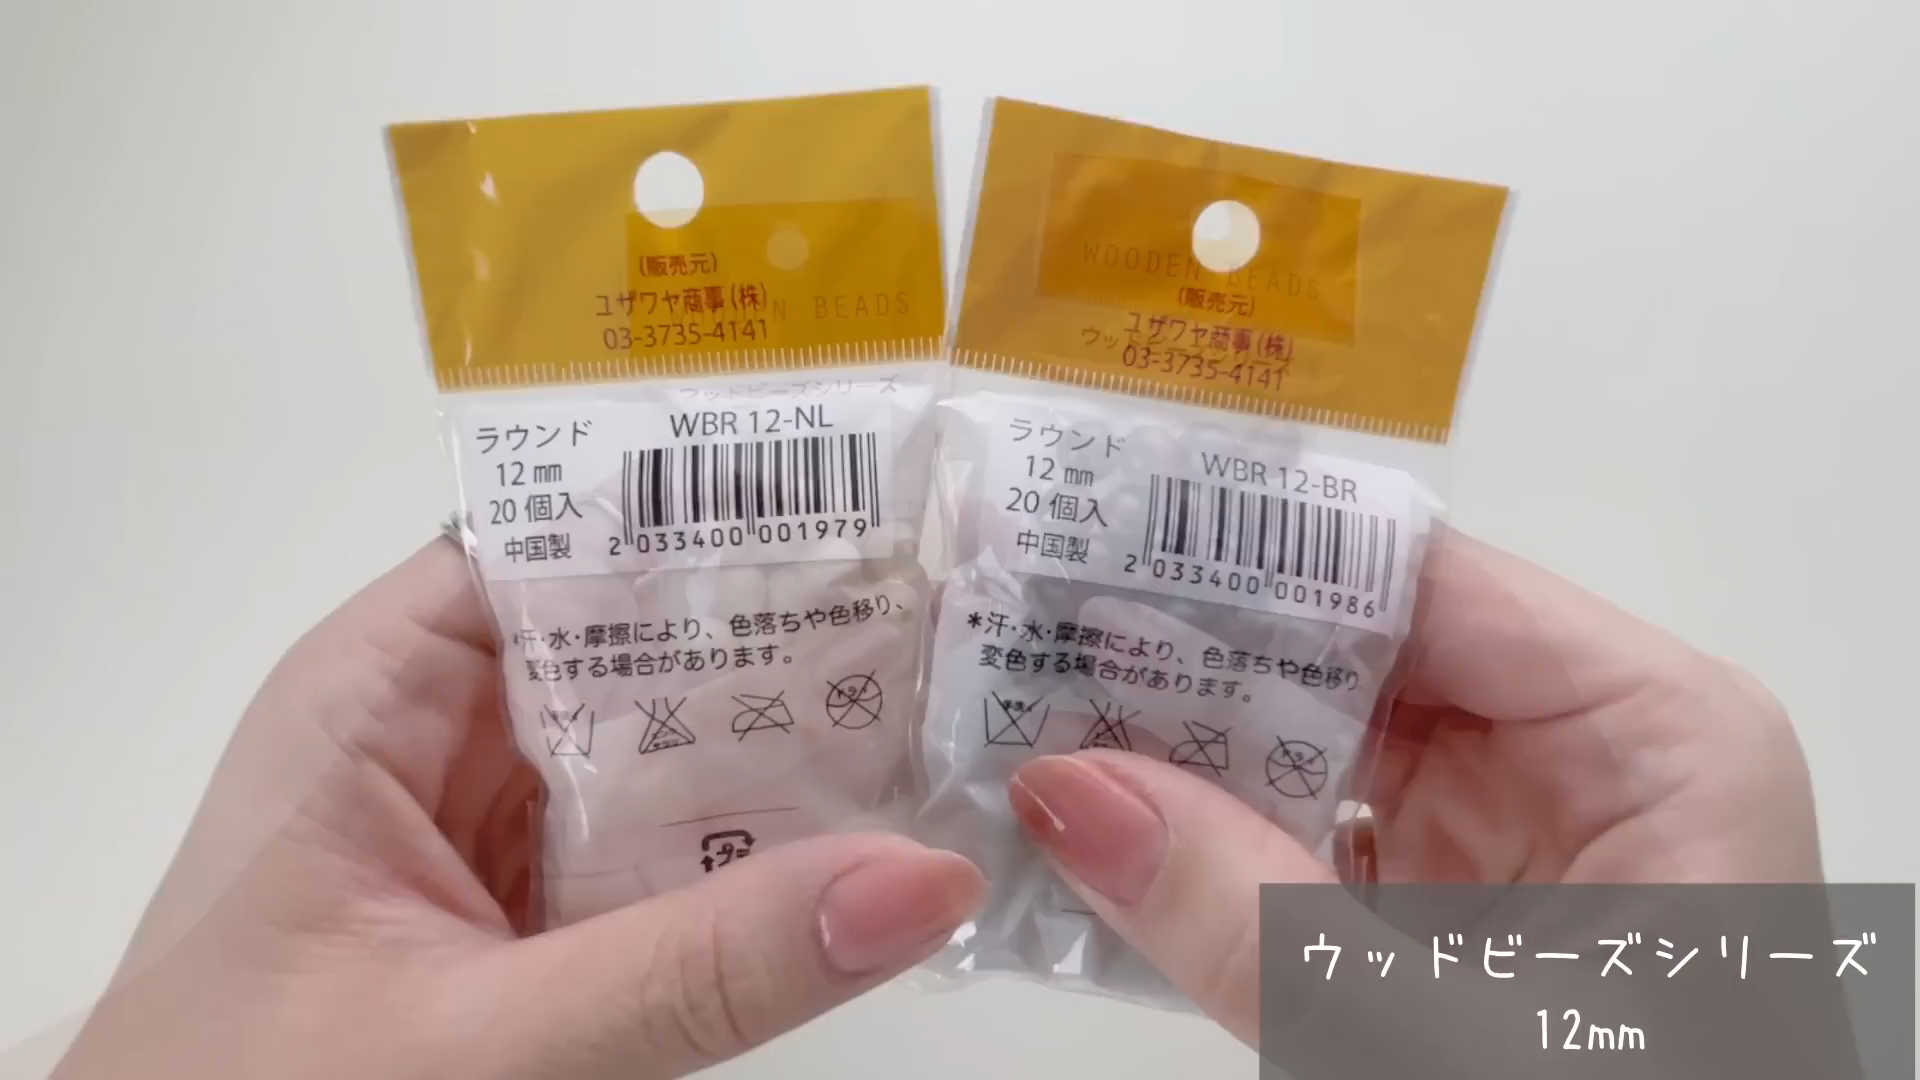 (販売元)
ユザワヤ商事(株)
03-3735-4141
WOODEN BEADS
ウッドビーズシリーズ
ラウンド
12㎜
20個入
中国製
WBR 12-NL
2 033400 001979
*汗・水・摩擦により、色落ちや色移り、
変色する場合があります。
ドライ
プ
WOODEN BEADS
(販売元)
ユザワヤ商事(株)
03-3735-4141
ラウンド
12㎜
20個入
中国製
WBR 12-BR
2 033400 001986
*汗・水・摩擦により、色落ちや色移り
変色する場合があります。
ドライ
ウッドビーズシリーズ
12mm